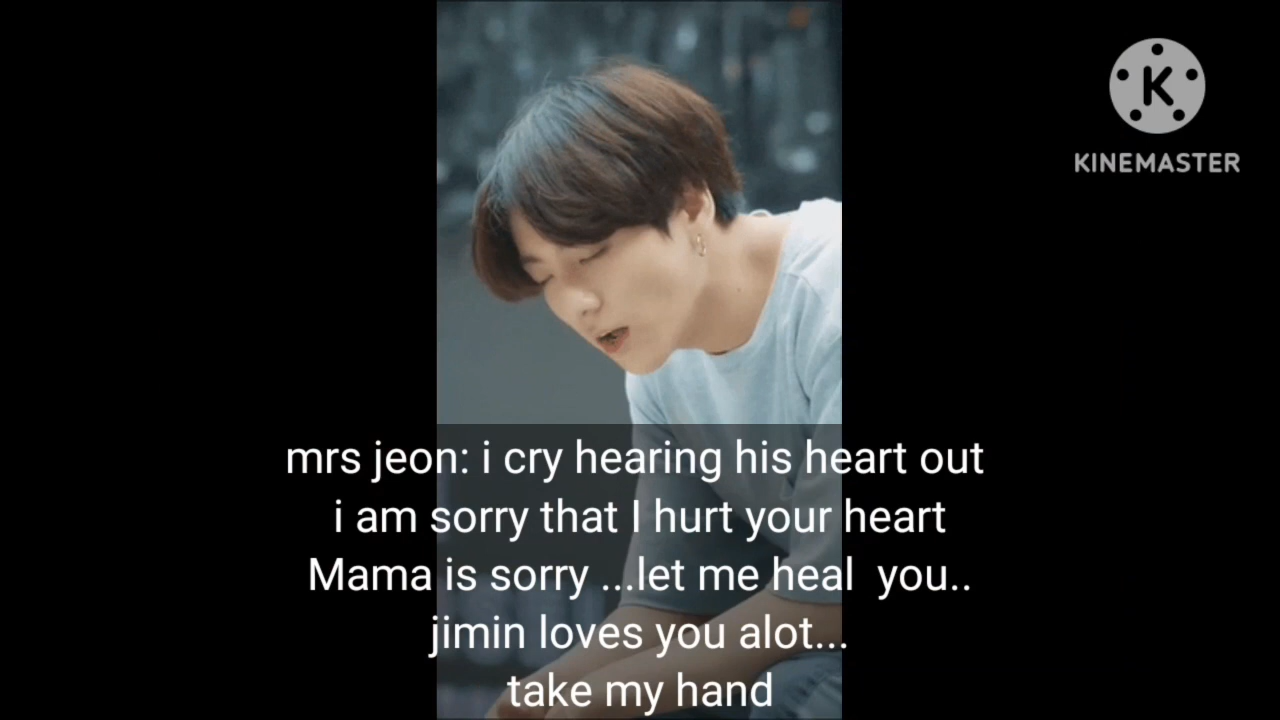 K
KINEMASTER
mrs jeon: i cry hearing his heart out
i am sorry that I hurt your heart
Mama is sorry ...let me heal  you..
jimin loves you alot...
take my hand